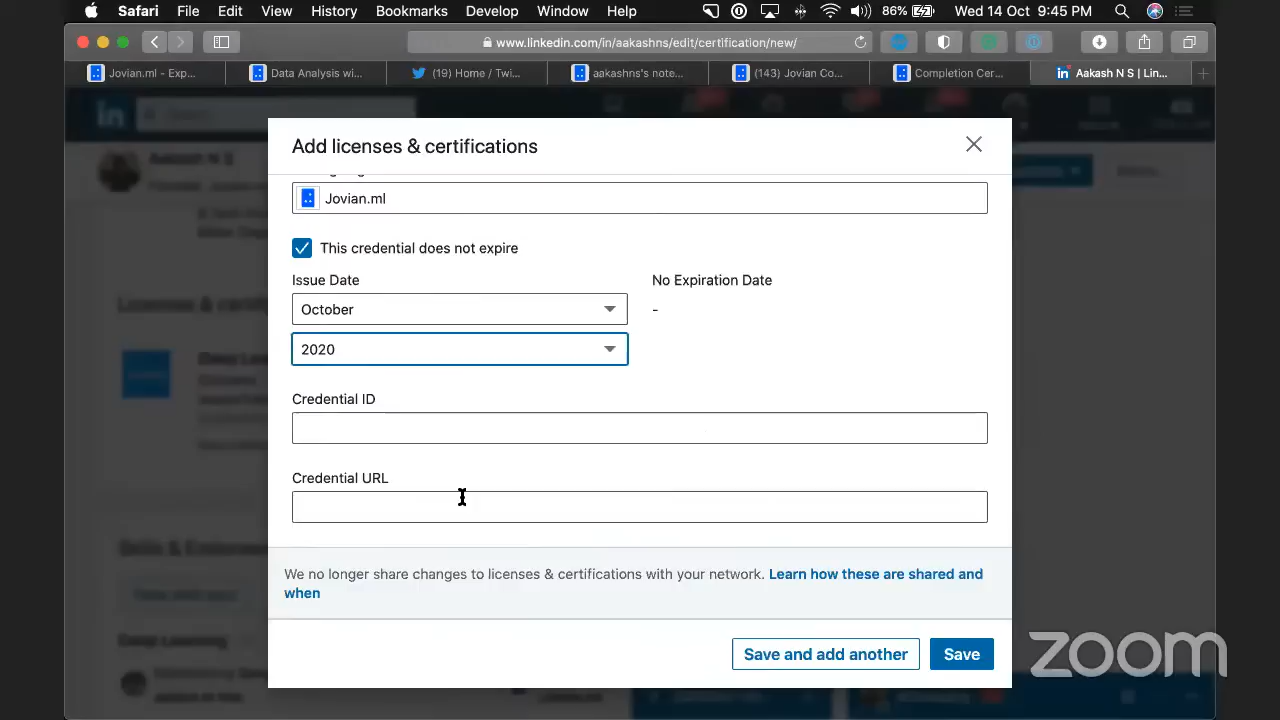 Safari File Edit View History Bookmarks Develop Window Help 86% Wed 14 Oct 9:45 PM
www.linkedin.com/in/aakashns/edit/certification/new/
Jovian.ml - Exp... Data Analysis wi... (19) Home / Twi... aakashns's note... (143) Jovian Co... Completion Cer... Aakash N S | Lin...
in
Aakash N S
Add licenses & certifications
Jovian.ml
This credential does not expire
Issue Date No Expiration Date
October -
2020
Credential ID
Credential URL
We no longer share changes to licenses & certifications with your network. Learn how these are shared and
when
Save and add another Save
zoom